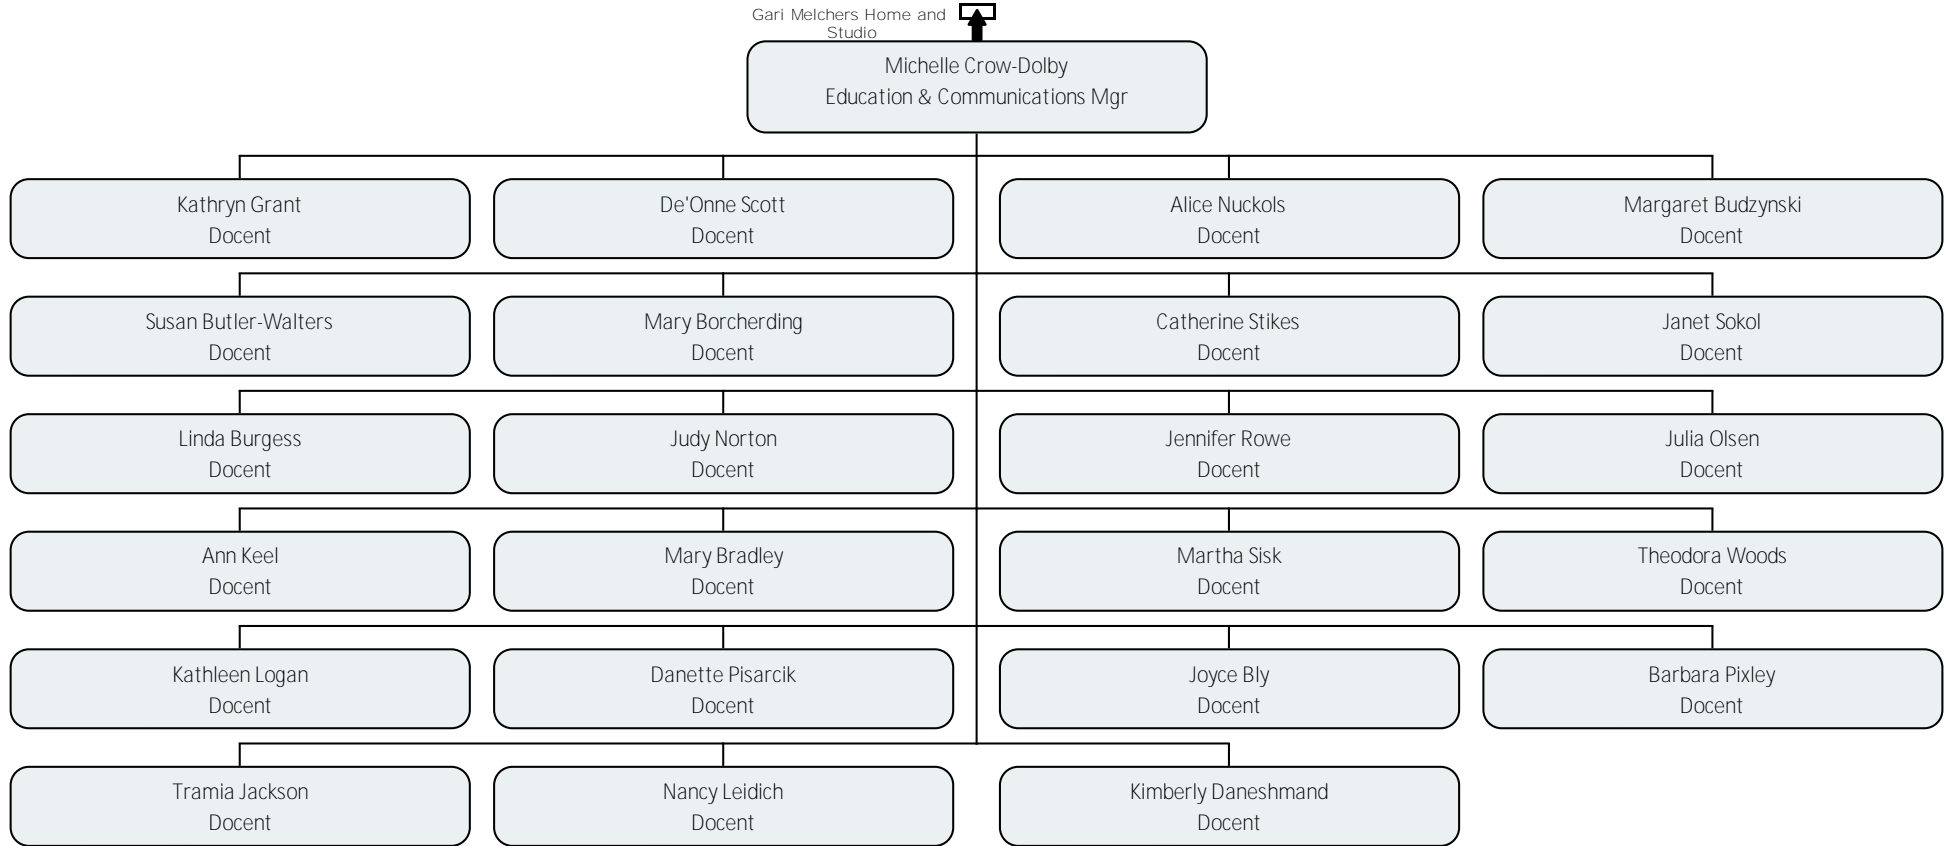 Gari Melchers Home and
Studio
Michelle Crow-Dolby
Education & Communications Mgr
Kathryn Grant
Docent
De'Onne Scott
Docent
Alice Nuckols
Docent
Margaret Budzynski
Docent
Susan Butler-Walters
Docent
Mary Borcherding
Docent
Catherine Stikes
Docent
Janet Sokol
Docent
Linda Burgess
Docent
Judy Norton
Docent
Jennifer Rowe
Docent
Julia Olsen
Docent
Ann Keel
Docent
Mary Bradley
Docent
Martha Sisk
Docent
Theodora Woods
Docent
Kathleen Logan
Docent
Danette Pisarcik
Docent
Joyce Bly
Docent
Barbara Pixley
Docent
Tramia Jackson
Docent
Nancy Leidich
Docent
Kimberly Daneshmand
Docent